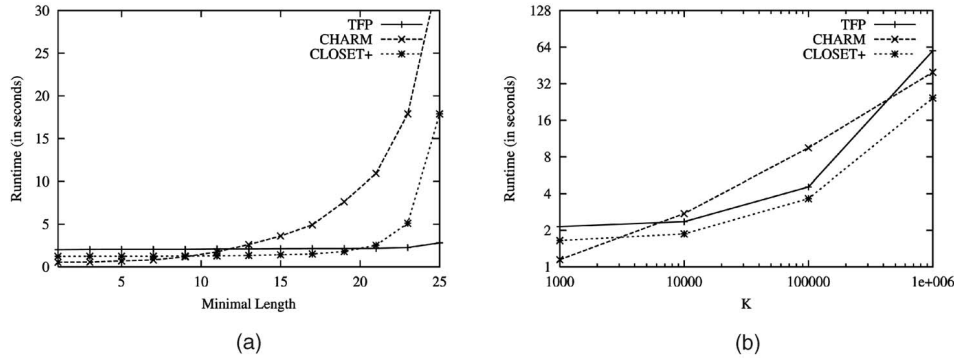 30
25
20
15
10
5
0
Runtime (in seconds)
TFP
CHARM
CLOSET+
5
10
15
20
25
Minimal Length
(a)
128
64
32
16
8
4
2
1
Runtime (in seconds)
TFP
CHARM
CLOSET+
1000
10000
100000
1e+006
K
(b)